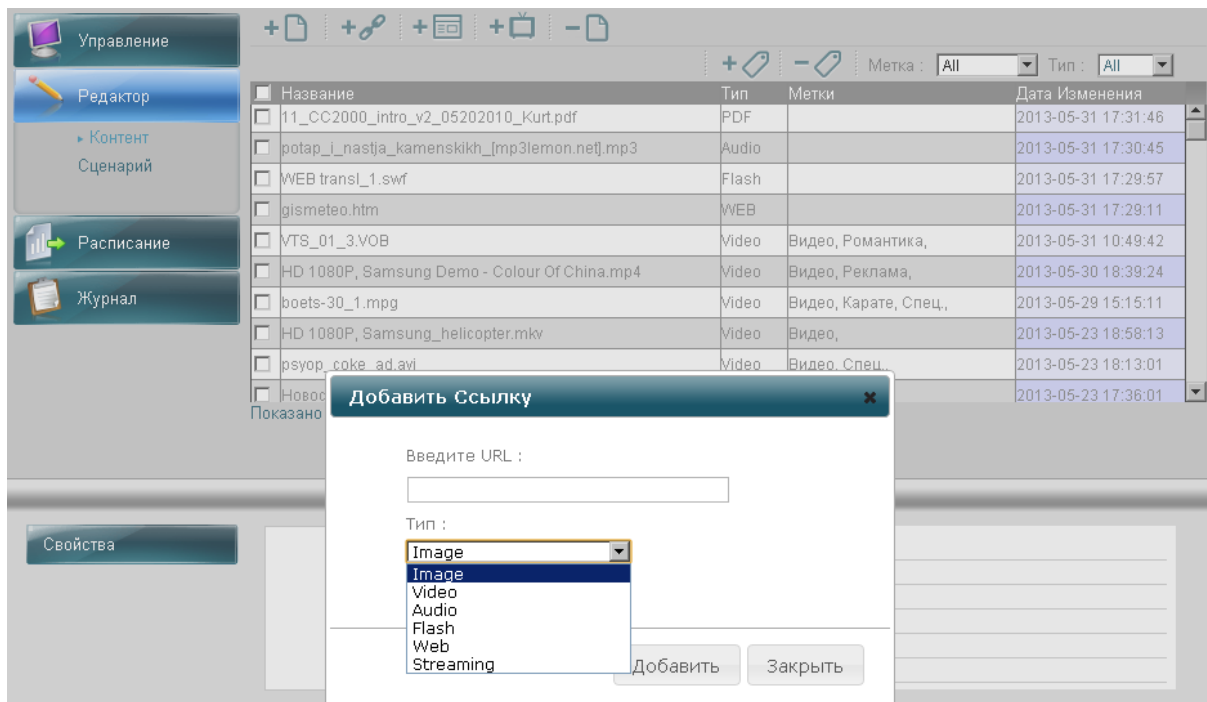 Управление
Редактор
Контент
Сценарий
Расписание
Журнал
Метка : All Тип : All
Название Тип Метки Дата Изменения
11_CC2000_intro_v2_05202010_Kurt.pdf PDF 2013-05-31 17:31:46
potap_i_nastja_kamenskikh_[mp3lemon.net].mp3 Audio 2013-05-31 17:30:45
WEB transl_1.swf Flash 2013-05-31 17:29:57
gismeteo.htm WEB 2013-05-31 17:29:11
VTS_01_3.VOB Video Видео, Романтика, 2013-05-31 10:49:42
HD 1080P, Samsung Demo - Colour Of China.mp4 Video Видео, Реклама, 2013-05-30 18:39:24
boets-30_1.mpg Video Видео, Карате, Спец., 2013-05-29 15:15:11
HD 1080P, Samsung_helicopter.mkv Video Видео, 2013-05-23 18:58:13
psyop_coke_ad.avi Video Видео, Спец., 2013-05-23 18:13:01
Новос 2013-05-23 17:36:01
Показано
Добавить Ссылку
Введите URL :
Тип :
Image
Image
Video
Audio
Flash
Web
Streaming
Добавить Закрыть
Свойства